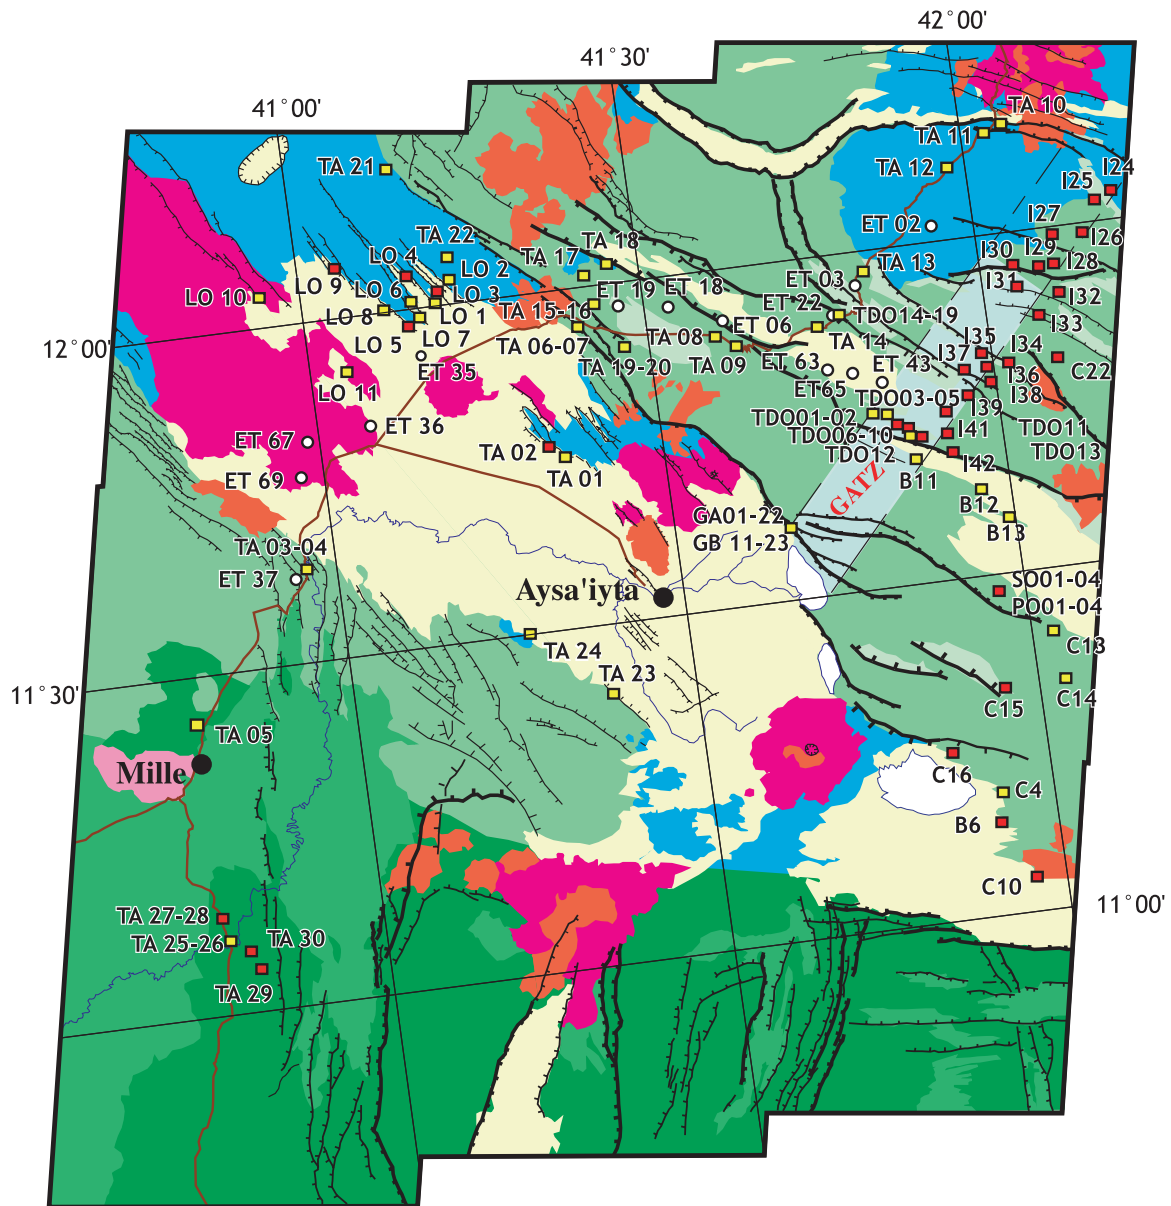 42°00'
41°30'
41°00'
TA 10
TA 11
TA 12
TA 21
I24
I25
I27
I26
ET 02
TA 22
TA 18
TA 17
I30
I29
I28
LO 4
LO 2
LO 9
LO 6
LO 3
LO 10
LO 8
LO 1
LO 5
LO 7
ET 35
TA 13
ET 03
I31
I32
ET 19
ET 18
ET 22
TA 15-16
TDO14-19
I33
TA 06-07
TA 08
ET 06
TA 14
I35
I34
12°00'
TA 19-20
TA 09
ET 63
ET 43
I37
C22
I36
LO 11
ET65
I38
TDO03-05
I39
TDO11
TDO01-02
ET 36
TDO06-10
I41
TDO13
ET 67
TDO12
TA 02
TA 01
I42
B11
ET 69
GATZ
B12
B13
GA01-22
GB 11-23
TA 03-04
ET 37
SO01-04
PO01-04
Aysa'iyta
C13
TA 24
TA 23
C14
11°30'
C15
TA 05
Mille
C16
C4
B6
C10
11°00'
TA 27-28
TA 25-26
TA 30
TA 29